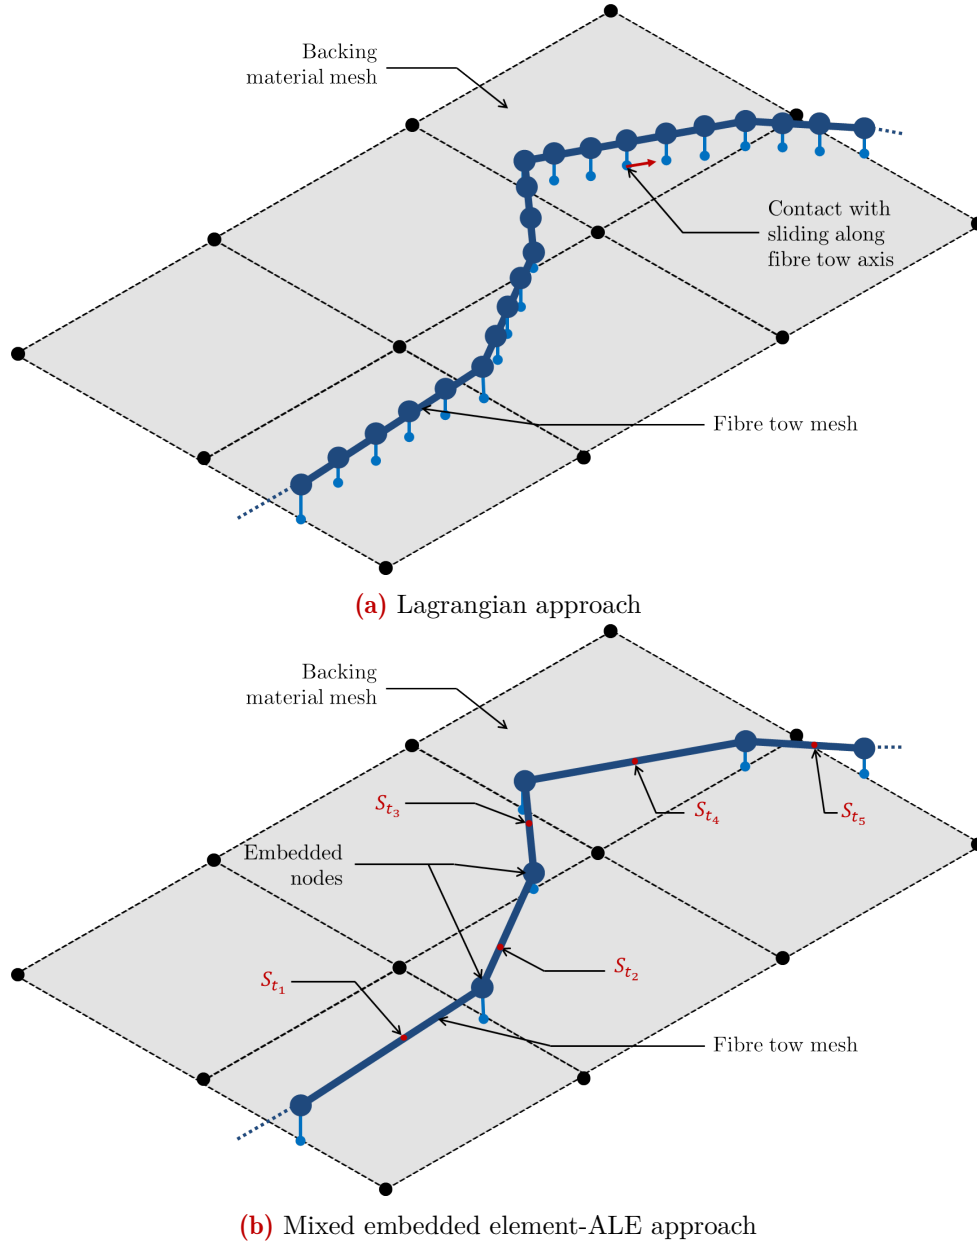 Backing
material mesh
Contact with
sliding along
fibre tow axis
Fibre tow mesh
(a) Lagrangian approach
Backing
material mesh
S_{t_3}
S_{t_4}
S_{t_5}
Embedded
nodes
S_{t_1}
S_{t_2}
Fibre tow mesh
(b) Mixed embedded element-ALE approach